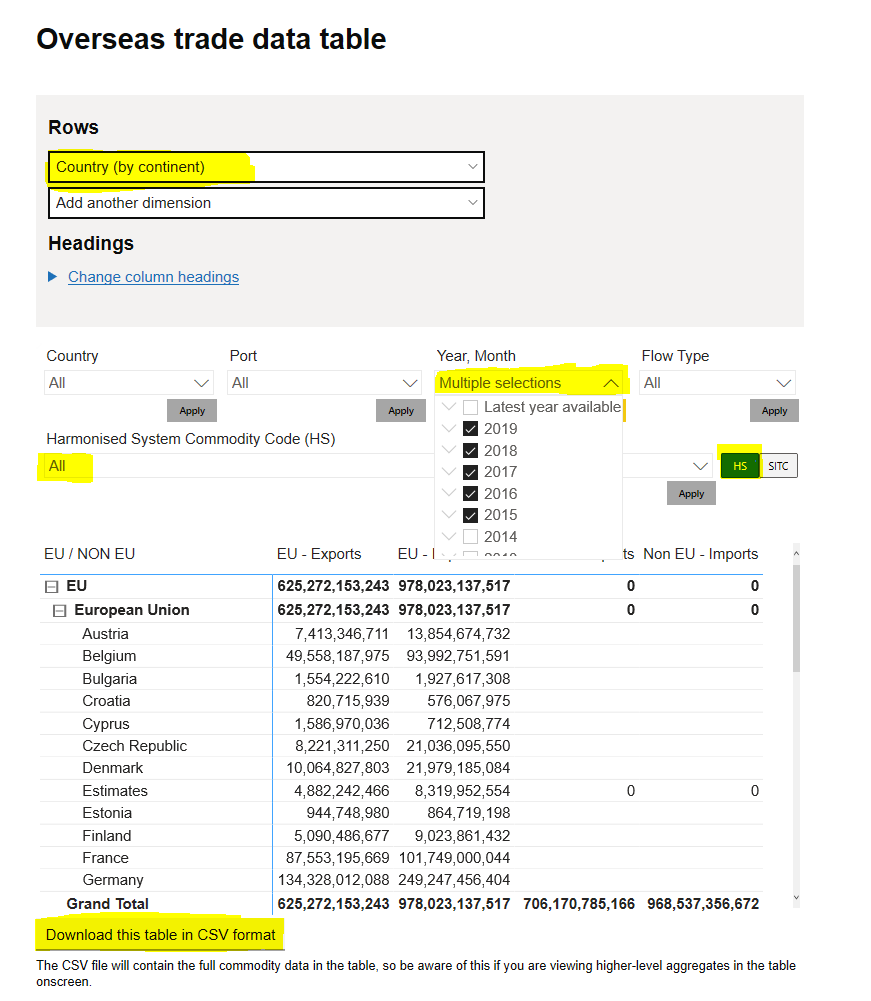 Overseas trade data table
Rows
Country (by continent)
Add another dimension
Headings
Change column headings
Country Port Year, Month Flow Type
All All Multiple selections All
Apply Apply Latest year available Apply
2019
Harmonised System Commodity Code (HS)
2018
All HS SITC
2017
2016 Apply
2015
2014
EU / NON EU EU - Exports EU - Non EU - Imports
EU 625,272,153,243 978,023,137,517 0 0
European Union 625,272,153,243 978,023,137,517 0 0
Austria 7,413,346,711 13,854,674,732
Belgium 49,558,187,975 93,992,751,591
Bulgaria 1,554,222,610 1,927,617,308
Croatia 820,715,939 576,067,975
Cyprus 1,586,970,036 712,508,774
Czech Republic 8,221,311,250 21,036,095,550
Denmark 10,064,827,803 21,979,185,084
Estimates 4,882,242,466 8,319,952,554 0 0
Estonia 944,748,980 864,719,198
Finland 5,090,486,677 9,023,861,432
France 87,553,195,669 101,749,000,044
Germany 134,328,012,088 249,247,456,404
Grand Total 625,272,153,243 978,023,137,517 706,170,785,166 968,537,356,672
Download this table in CSV format
The CSV file will contain the full commodity data in the table, so be aware of this if you are viewing higher-level aggregates in the table
onscreen.